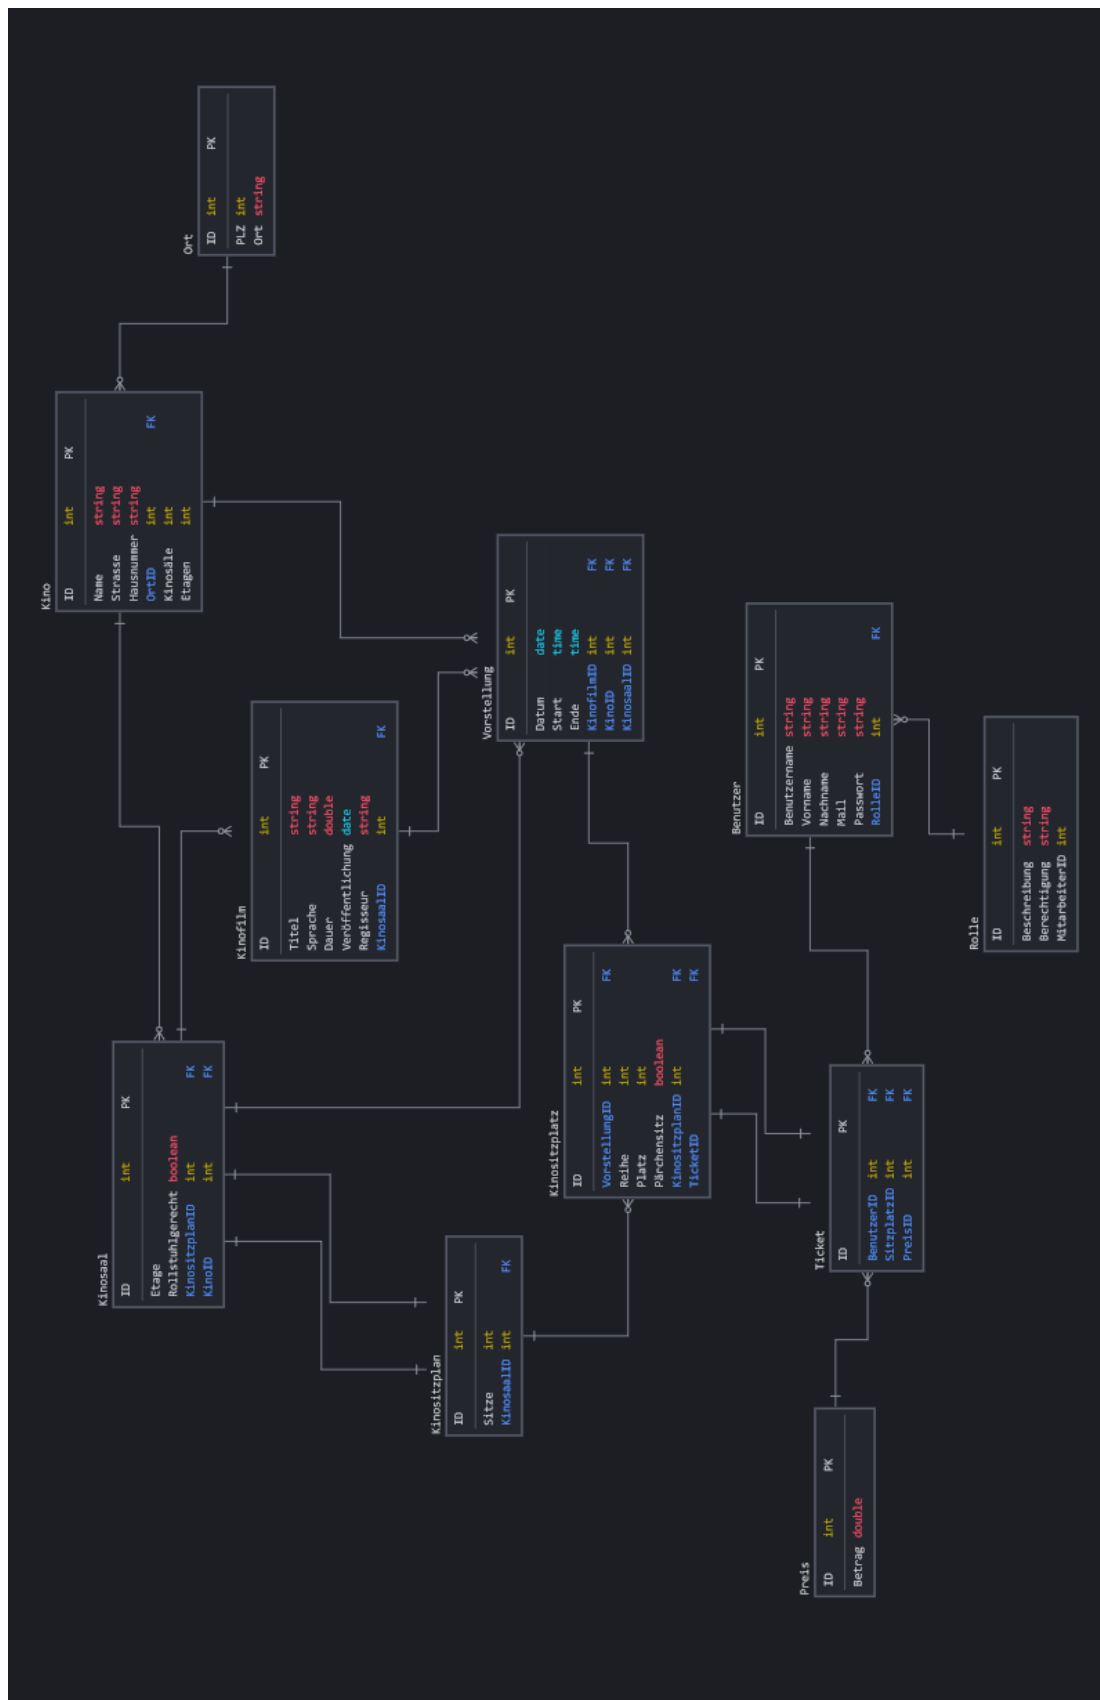 Kinosaal
ID int PK
Etage
Rollstuhlgerecht boolean
KinositzplanID int FK
KinoID int FK
Kino
ID int PK
Name string
Strasse string
Hausnummer string
OrtID int FK
Kinosäle int
Etagen int
Ort
ID int PK
PLZ int
Ort string
Kinofilm
ID int PK
Titel string
Sprache string
Dauer double
Veröffentlichung date
Regisseur string
KinosaalID int FK
Kinositzplan
ID int PK
Sitze int
KinosaalID int FK
Vorstellung
ID int PK
Datum date
Start time
Ende time
KinofilmID int FK
KinoID int FK
KinosaalID int FK
Kinositzplatz
ID int PK
VorstellungID int FK
Reihe int
Platz int
Pärchensitz boolean
KinositzplanID int FK
TicketID FK
Benutzer
ID int PK
Benutzername string
Vorname string
Nachname string
Mail string
Passwort string
RolleID int FK
Preis
ID int PK
Betrag double
Ticket
ID int PK
BenutzerID int FK
SitzplatzID int FK
PreisID int FK
Rolle
ID int PK
Beschreibung string
Berechtigung string
MitarbeiterID int